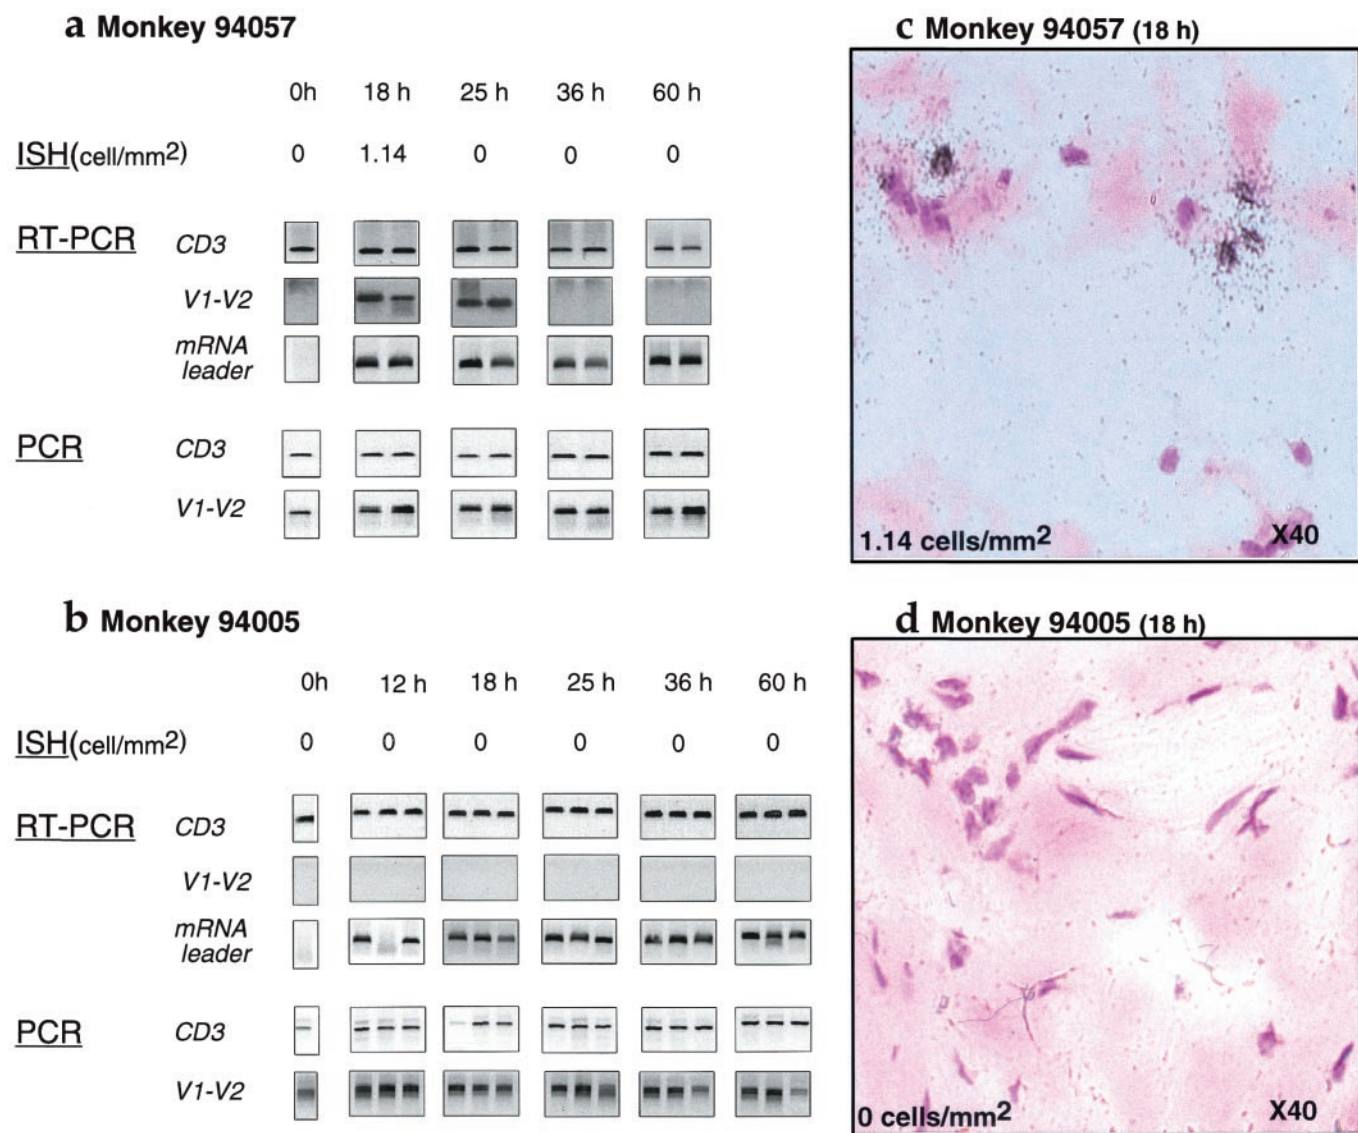 a Monkey 94057
0h 18 h 25 h 36 h 60 h
ISH(cell/mm2) 0 1.14 0 0 0
RT-PCR CD3
V1-V2
mRNA
leader
PCR CD3
V1-V2
b Monkey 94005
0h 12 h 18 h 25 h 36 h 60 h
ISH(cell/mm2) 0 0 0 0 0 0
RT-PCR CD3
V1-V2
mRNA
leader
PCR CD3
V1-V2
c Monkey 94057 (18 h)
1.14 cells/mm2 X40
d Monkey 94005 (18 h)
0 cells/mm2 X40